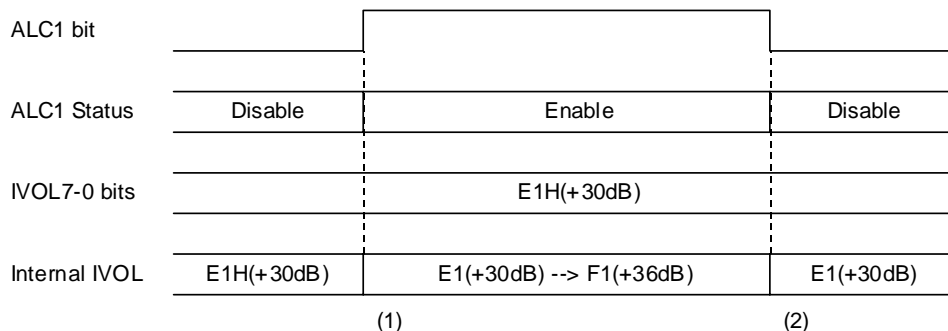 ALC1 bit
ALC1 Status Disable Enable Disable
IVOL7-0 bits E1H(+30dB)
Internal IVOL E1H(+30dB) E1(+30dB) --> F1(+36dB) E1(+30dB)
(1) (2)